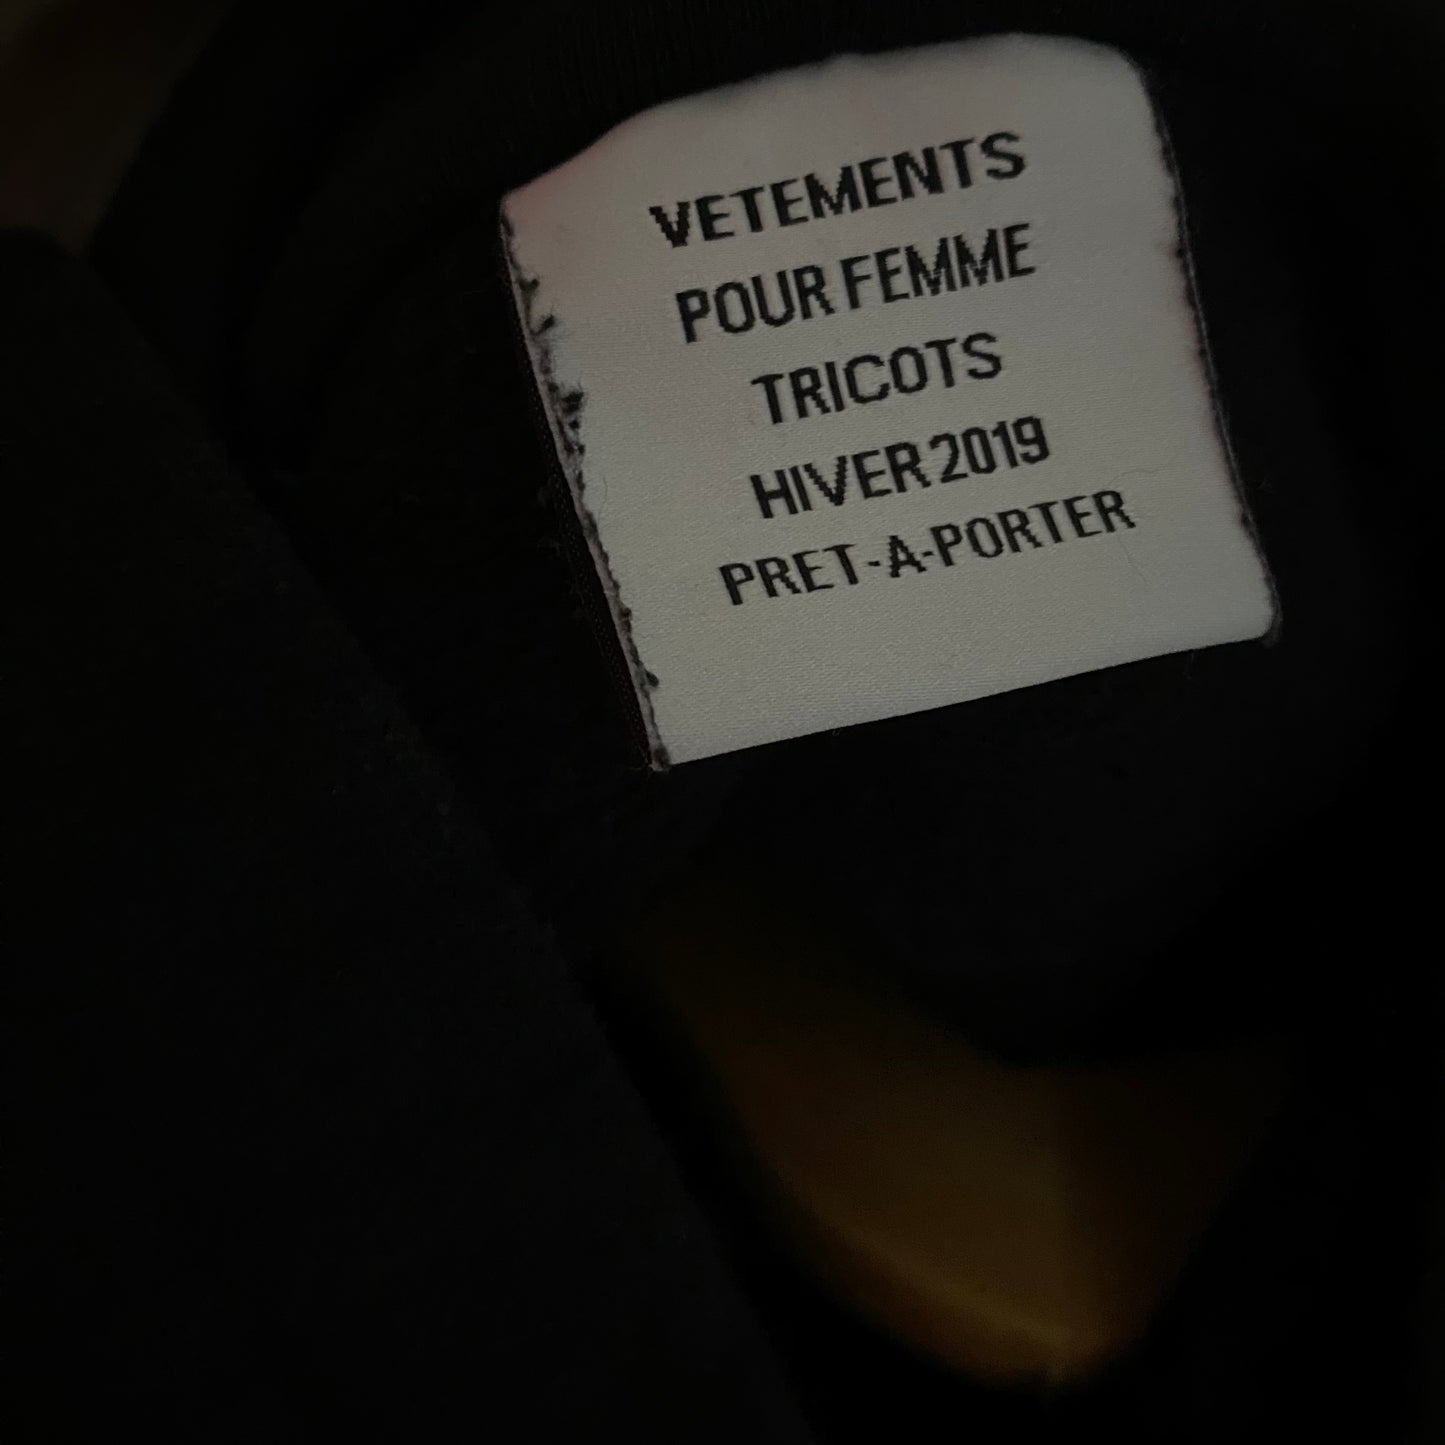 VETEMENTS
POUR FEMME
TRICOTS
HIVER 2019
PRET-A-PORTER